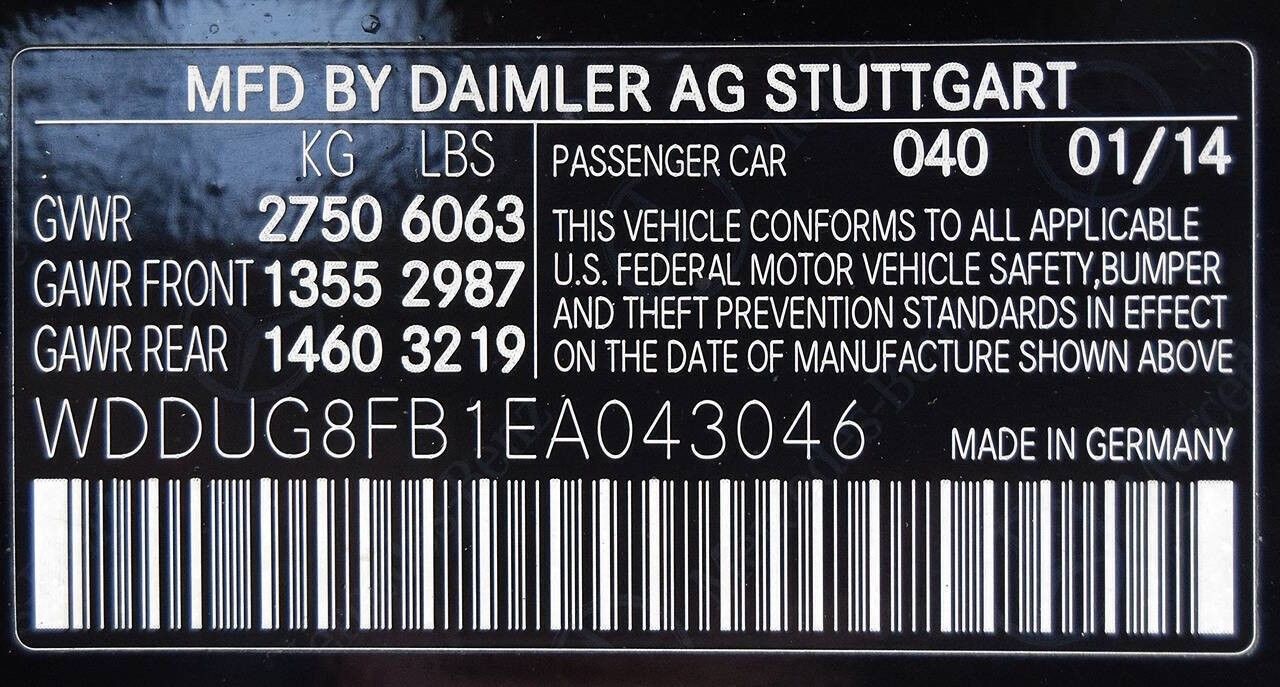 MFD BY DAIMLER AG STUTTGART
KG LBS
GVWR 2750 6063
GAWR FRONT 1355 2987
GAWR REAR 1460 3219
PASSENGER CAR 040 01/14
THIS VEHICLE CONFORMS TO ALL APPLICABLE
U.S. FEDERAL MOTOR VEHICLE SAFETY,BUMPER
AND THEFT PREVENTION STANDARDS IN EFFECT
ON THE DATE OF MANUFACTURE SHOWN ABOVE
WDDUG8FB1EA043046 MADE IN GERMANY